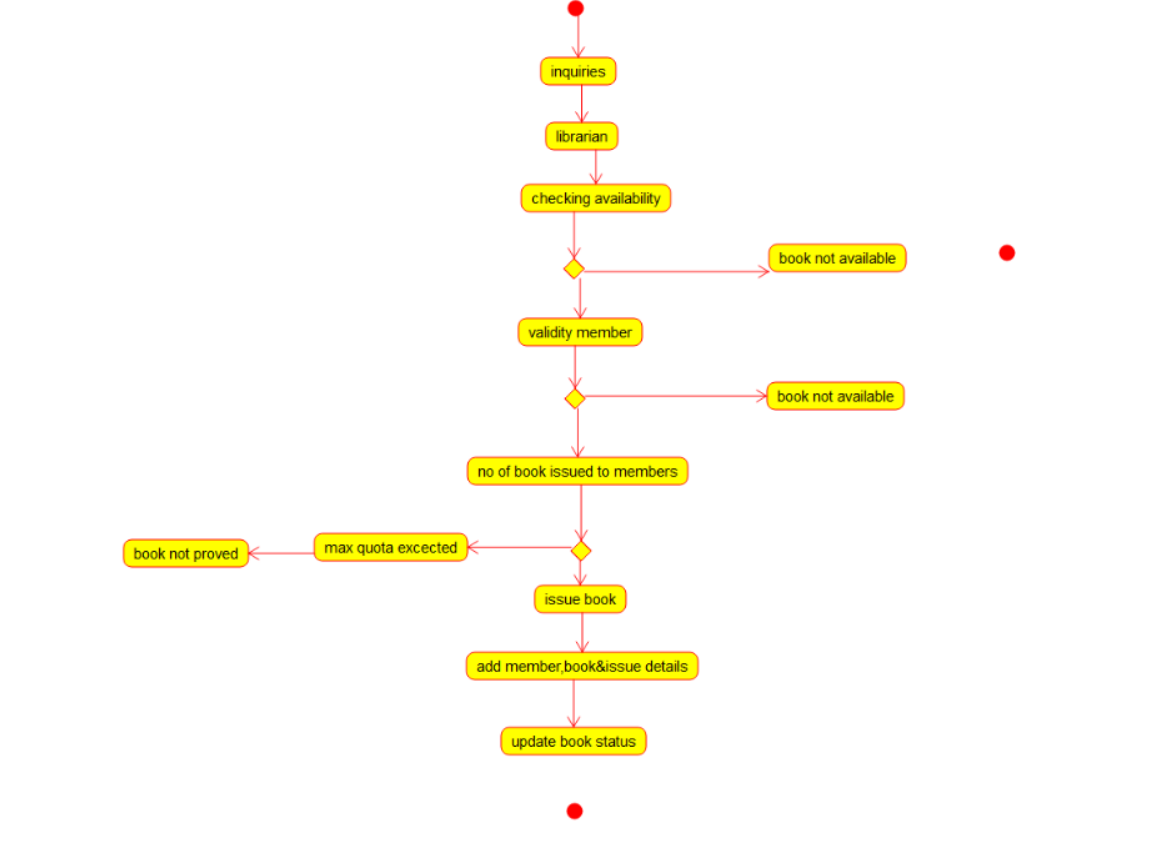 inquiries
librarian
checking availability
book not available
validity member
book not available
no of book issued to members
book not proved
max quota excected
issue book
add member,book&issue details
update book status